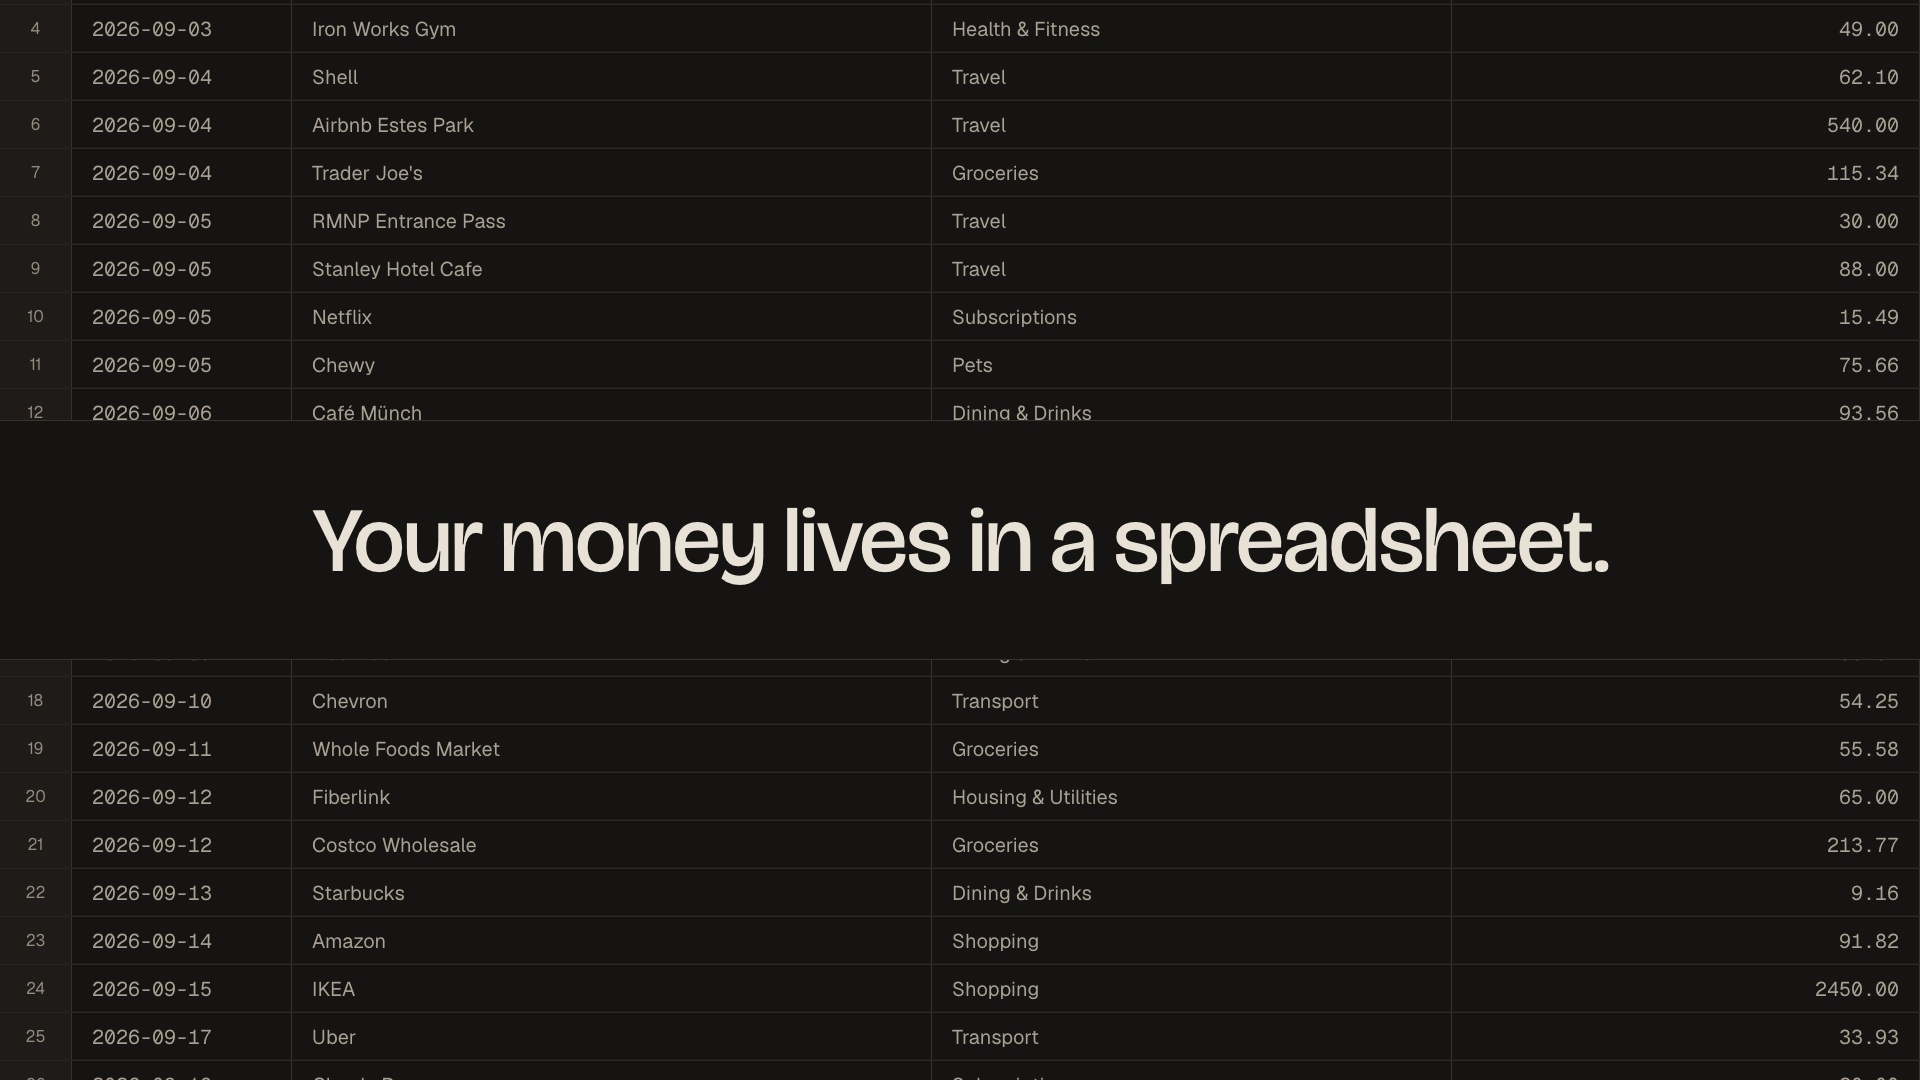 4 2026-09-03 Iron Works Gym Health & Fitness 49.00
5 2026-09-04 Shell Travel 62.10
6 2026-09-04 Airbnb Estes Park Travel 540.00
7 2026-09-04 Trader Joe's Groceries 115.34
8 2026-09-05 RMNP Entrance Pass Travel 30.00
9 2026-09-05 Stanley Hotel Cafe Travel 88.00
10 2026-09-05 Netflix Subscriptions 15.49
11 2026-09-05 Chewy Pets 75.66
12 2026-09-06 Café Münch Dining & Drinks 93.56
Your money lives in a spreadsheet.
18 2026-09-10 Chevron Transport 54.25
19 2026-09-11 Whole Foods Market Groceries 55.58
20 2026-09-12 Fiberlink Housing & Utilities 65.00
21 2026-09-12 Costco Wholesale Groceries 213.77
22 2026-09-13 Starbucks Dining & Drinks 9.16
23 2026-09-14 Amazon Shopping 91.82
24 2026-09-15 IKEA Shopping 2450.00
25 2026-09-17 Uber Transport 33.93